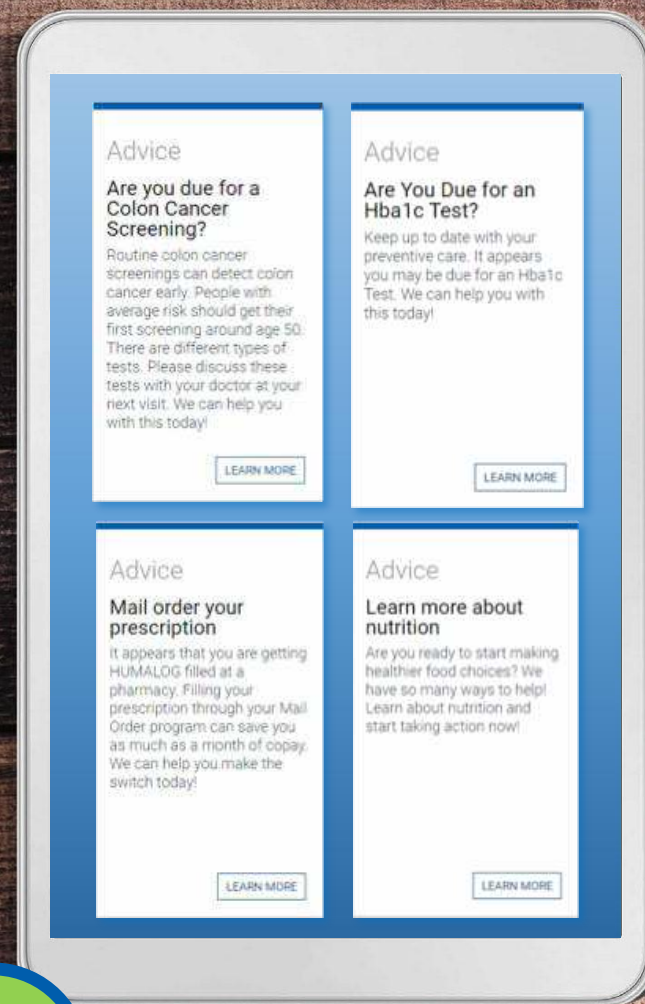 Advice
Are you due for a
Colon Cancer
Screening?
Routine colon cancer
screenings can detect colon
cancer early. People with
average risk should get their
first screening around age 50.
There are different types of
tests. Please discuss these
tests with your doctor at your
next visit. We can help you
with this today!
LEARN MORE
Advice
Are You Due for an
Hba1c Test?
Keep up to date with your
preventive care. It appears
you may be due for an Hba1c
Test. We can help you with
this today!
LEARN MORE
Advice
Mail order your
prescription
It appears that you are getting
HUMALOG filled at a
pharmacy. Filling your
prescription through your Mail
Order program can save you
as much as a month of copay.
We can help you make the
switch today!
LEARN MORE
Advice
Learn more about
nutrition
Are you ready to start making
healthier food choices? We
have so many ways to help!
Learn about nutrition and
start taking action now!
LEARN MORE